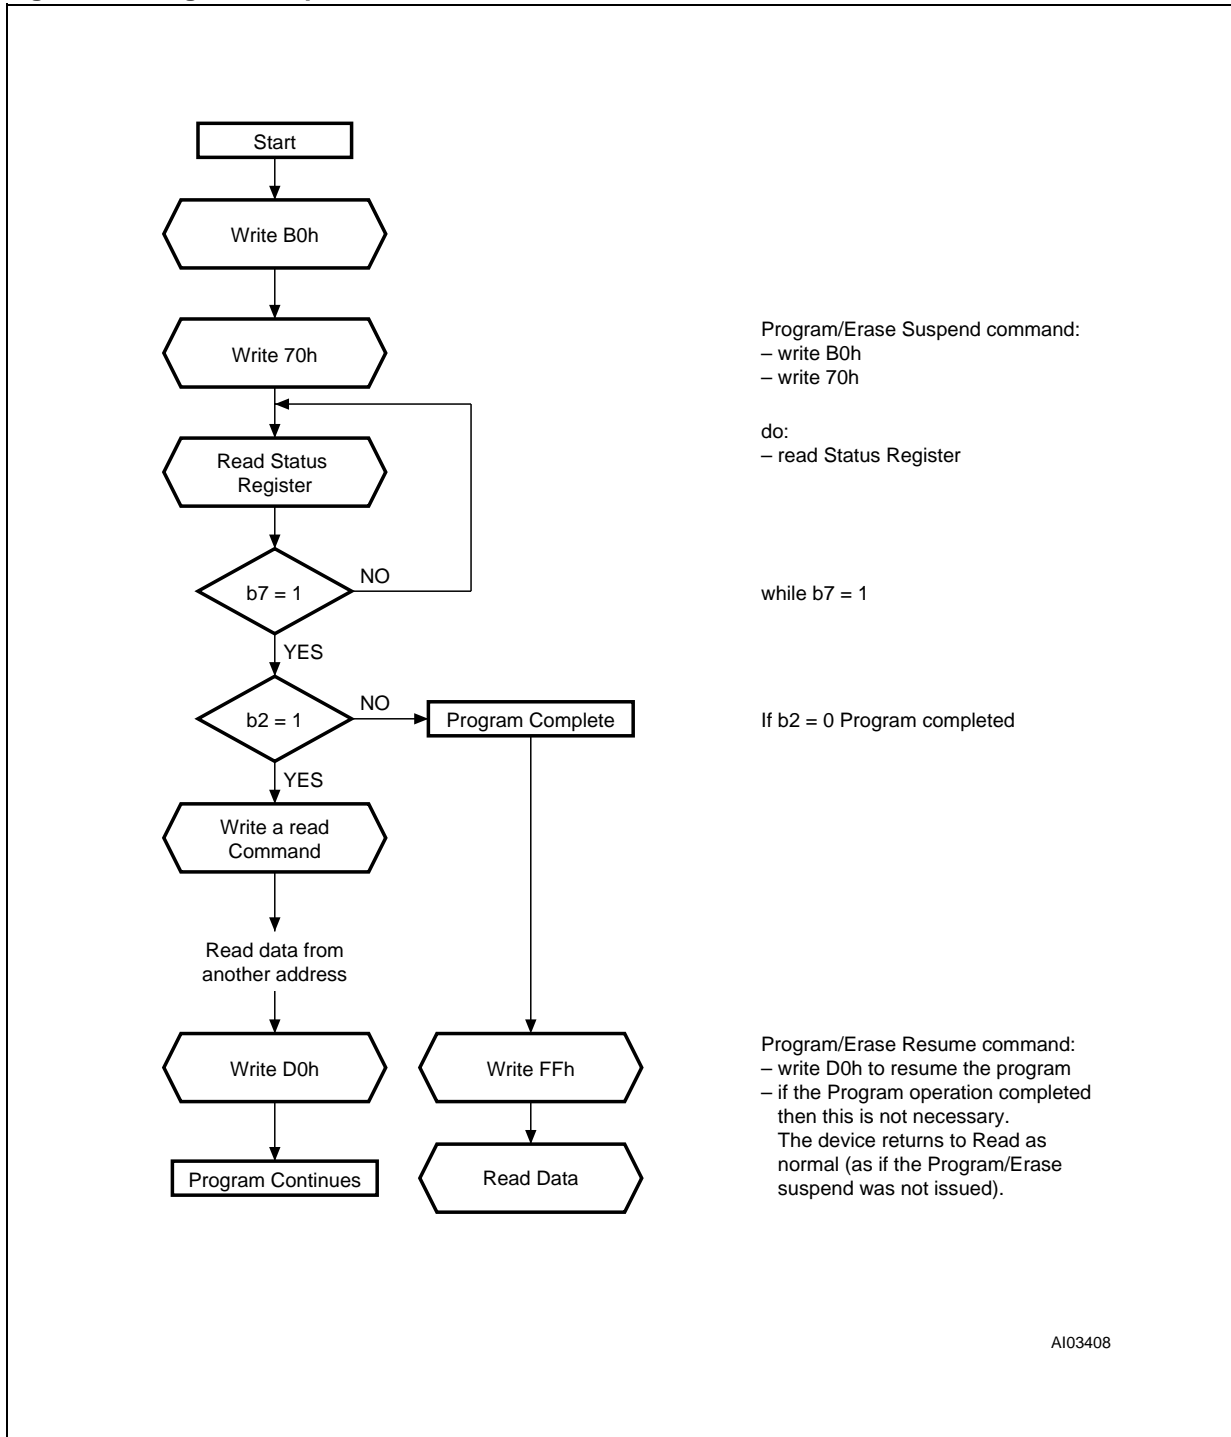 Start
Write B0h
Write 70h
Program/Erase Suspend command:
– write B0h
– write 70h
do:
– read Status Register
Read Status
Register
b7 = 1
NO
while b7 = 1
YES
b2 = 1
NO
Program Complete
If b2 = 0 Program completed
YES
Write a read
Command
Read data from
another address
Write D0h
Write FFh
Program/Erase Resume command:
– write D0h to resume the program
– if the Program operation completed
then this is not necessary.
The device returns to Read as
normal (as if the Program/Erase
suspend was not issued).
Program Continues
Read Data
AI03408